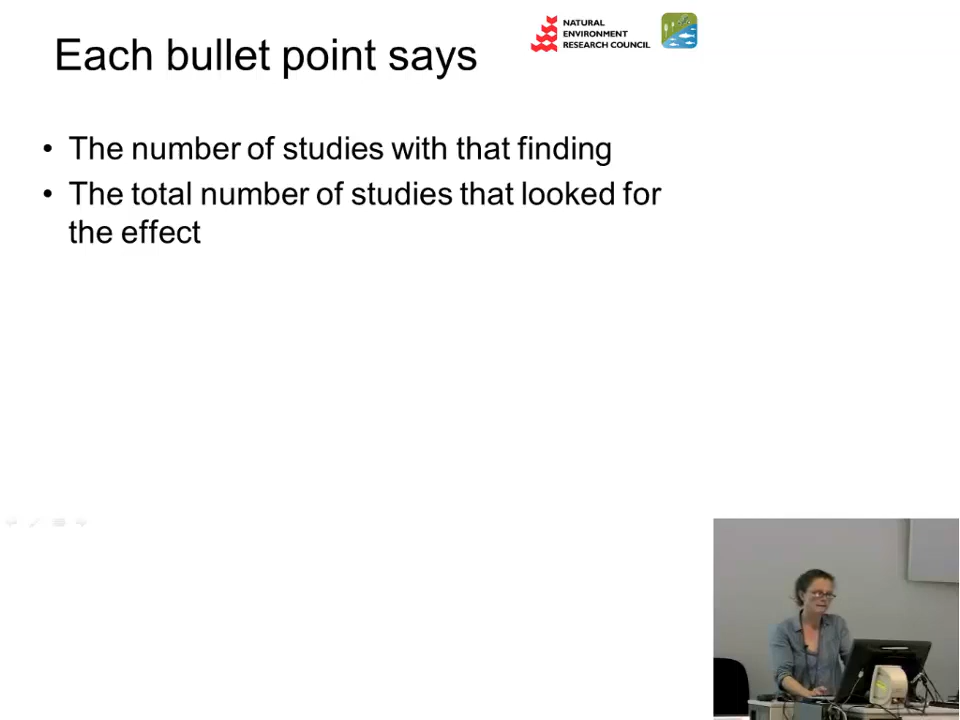 Each bullet point says
NATURAL
ENVIRONMENT
RESEARCH COUNCIL
• The number of studies with that finding
• The total number of studies that looked for
the effect